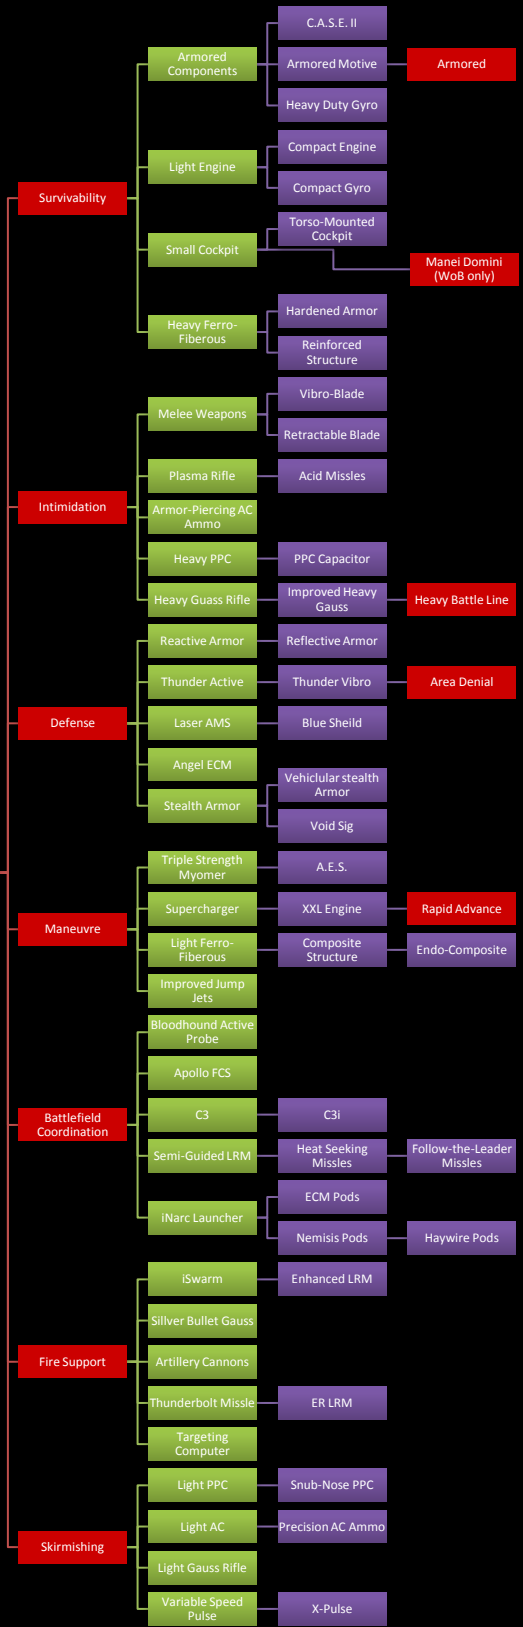 C.A.S.E. II
Armored
Components
Armored Motive
Armored
Heavy Duty Gyro
Compact Engine
Light Engine
Compact Gyro
Survivability
Torso-Mounted
Cockpit
Small Cockpit
Manei Domini
(WoB only)
Hardened Armor
Heavy Ferro-
Fiberous
Reinforced
Structure
Vibro-Blade
Melee Weapons
Retractable Blade
Plasma Rifle
Acid Missles
Intimidation
Armor-Piercing AC
Ammo
Heavy PPC
PPC Capacitor
Heavy Guass Rifle
Improved Heavy
Gauss
Heavy Battle Line
Reactive Armor
Reflective Armor
Thunder Active
Thunder Vibro
Area Denial
Defense
Laser AMS
Blue Sheild
Angel ECM
Vehiclular stealth
Armor
Stealth Armor
Void Sig
Triple Strength
Myomer
A.E.S.
Supercharger
XXL Engine
Rapid Advance
Maneuvre
Light Ferro-
Fiberous
Composite
Structure
Endo-Composite
Improved Jump
Jets
Bloodhound Active
Probe
Apollo FCS
Battlefield
Coordination
C3
C3i
Semi-Guided LRM
Heat Seeking
Missles
Follow-the-Leader
Missles
ECM Pods
iNarc Launcher
Nemisis Pods
Haywire Pods
iSwarm
Enhanced LRM
Sillver Bullet Gauss
Fire Support
Artillery Cannons
Thunderbolt Missle
ER LRM
Targeting
Computer
Light PPC
Snub-Nose PPC
Light AC
Precision AC Ammo
Skirmishing
Light Gauss Rifle
Variable Speed
Pulse
X-Pulse